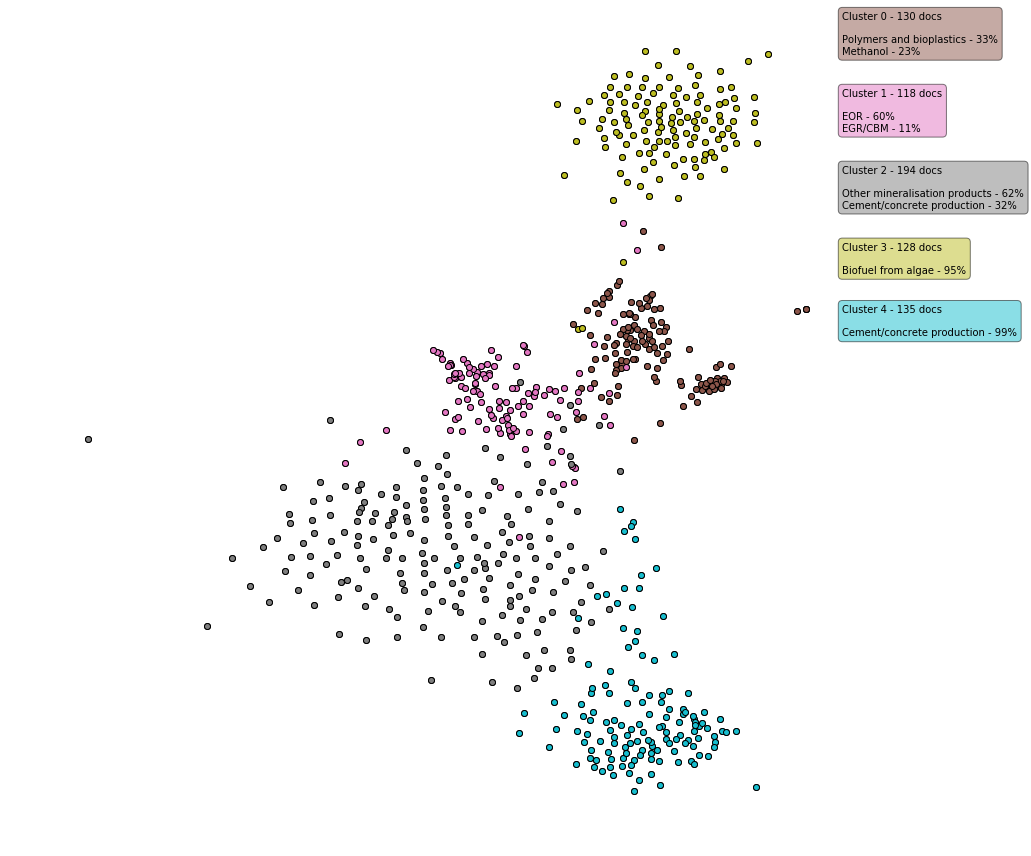 Cluster 0 - 130 docs
Polymers and bioplastics - 33%
Methanol - 23%
Cluster 1 - 118 docs
EOR - 60%
EGR/CBM - 11%
Cluster 2 - 194 docs
Other mineralisation products - 62%
Cement/concrete production - 32%
Cluster 3 - 128 docs
Biofuel from algae - 95%
Cluster 4 - 135 docs
Cement/concrete production - 99%